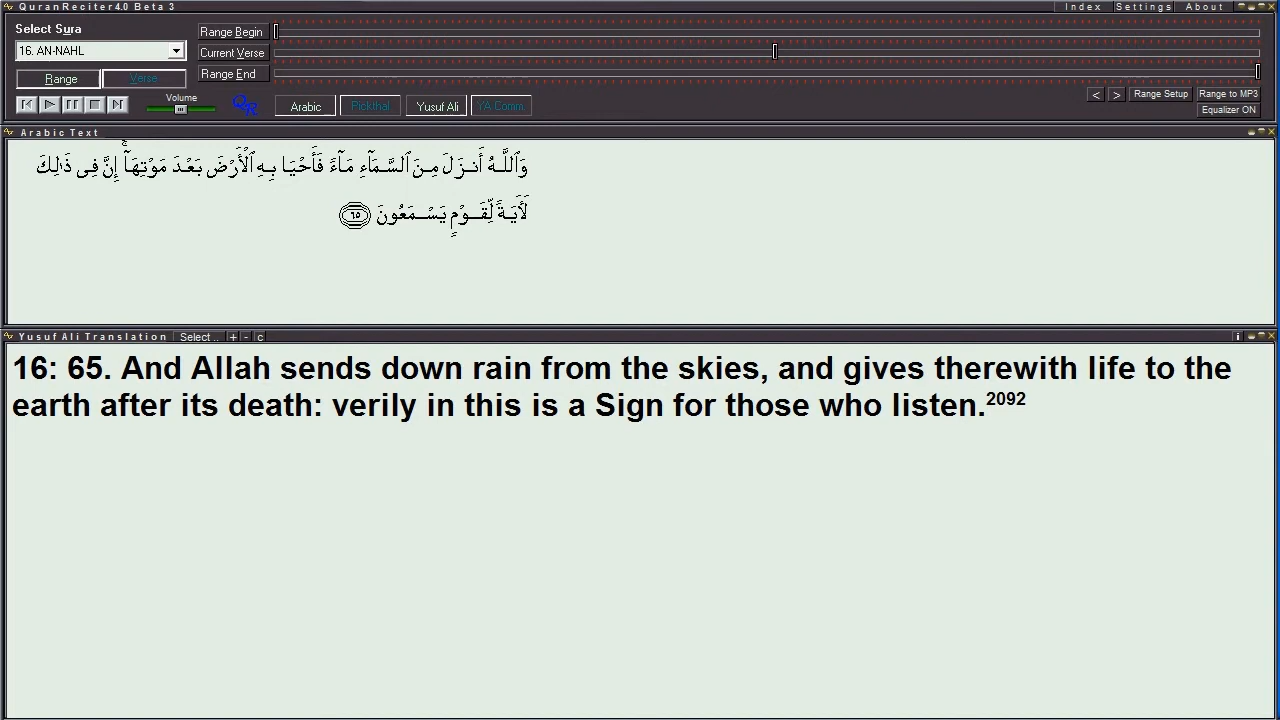 QuranReciter4.0 Beta 3
Index Settings About
Select Sura
16. AN-NAHL
Range Verse
Volume
Range Begin
Current Verse
Range End
Arabic Pickthal Yusuf Ali YA Comm.
< > Range Setup Range to MP3
Equalizer ON
Arabic Text
وَٱللَّهُ أَنزَلَ مِنَ ٱلسَّمَآءِ مَآءً فَأَحْيَا بِهِ ٱلْأَرْضَ بَعْدَ مَوْتِهَآ ۚ إِنَّ فِى ذَٰلِكَ
لَأَيَةً لِّقَوْمٍ يَسْمَعُونَ ٦٥
Yusuf Ali Translation Select .. + - c i
16: 65. And Allah sends down rain from the skies, and gives therewith life to the
earth after its death: verily in this is a Sign for those who listen.2092